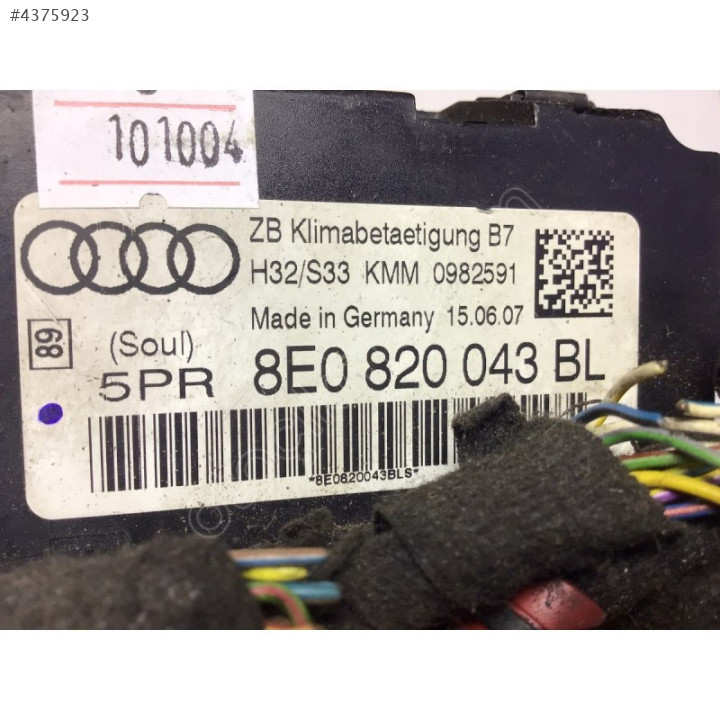 #4375923
101004
ZB Klimabetaetigung B7
H32/S33 KMM 0982591
Made in Germany 15.06.07
89
(Soul)
5PR 8E0 820 043 BL
*8E0820043BLS*